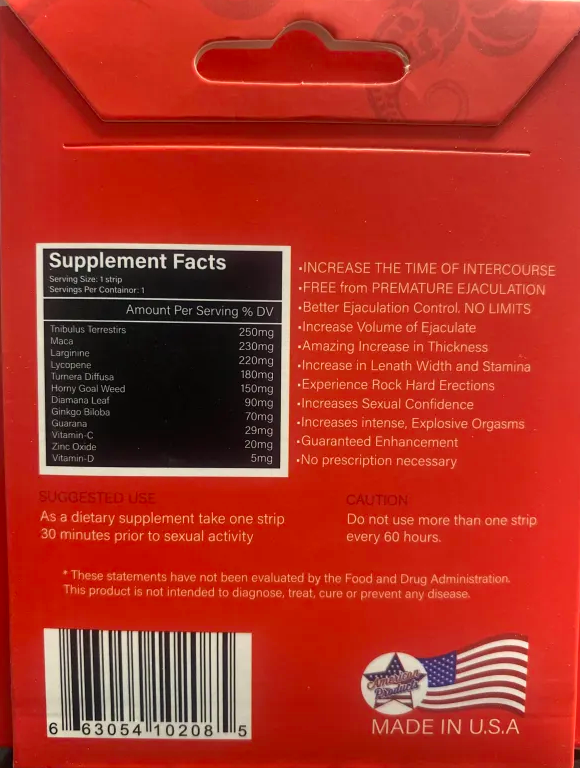 Supplement Facts
Serving Size: 1 strip
Servings Per Containor: 1
Amount Per Serving % DV
Tribulus Terrestirs 250mg
Maca 230mg
Larginine 220mg
Lycopene 180mg
Turnera Diffusa 150mg
Horny Goal Weed 90mg
Diamana Leaf 70mg
Ginkgo Biloba 29mg
Guarana 20mg
Vitamin-C 5mg
Zinc Oxide
Vitamin-D
•INCREASE THE TIME OF INTERCOURSE
•FREE from PREMATURE EJACULATION
•Better Ejaculation Control. NO LIMITS
•Increase Volume of Ejaculate
•Amazing Increase in Thickness
•Increase in Lenath Width and Stamina
•Experience Rock Hard Erections
•Increases Sexual Confidence
•Increases intense, Explosive Orgasms
•Guaranteed Enhancement
•No prescription necessary
SUGGESTED USE
As a dietary supplement take one strip
30 minutes prior to sexual activity
CAUTION
Do not use more than one strip
every 60 hours.
* These statements have not been evaluated by the Food and Drug Administration.
This product is not intended to diagnose, treat, cure or prevent any disease.
6 63054 10208 5
American
Products
MADE IN U.S.A